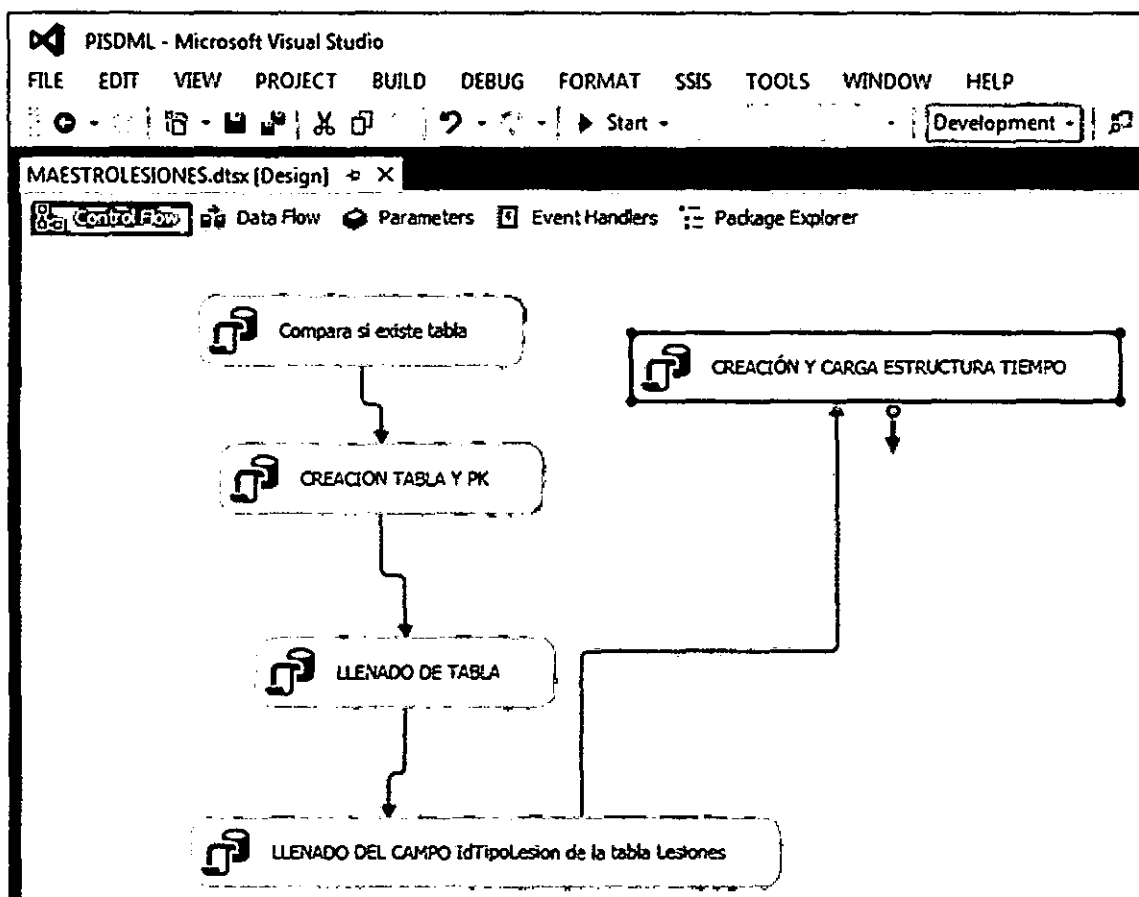 PISDML - Microsoft Visual Studio
FILE EDIT VIEW PROJECT BUILD DEBUG FORMAT SSIS TOOLS WINDOW HELP
Start Development
MAESTROLESIONES.dtsx [Design]
Control Flow Data Flow Parameters Event Handlers Package Explorer
Compara si existe tabla
CREACIÓN Y CARGA ESTRUCTURA TIEMPO
CREACION TABLA Y PK
LLENADO DE TABLA
LLENADO DEL CAMPO IdTipoLesion de la tabla Lesiones